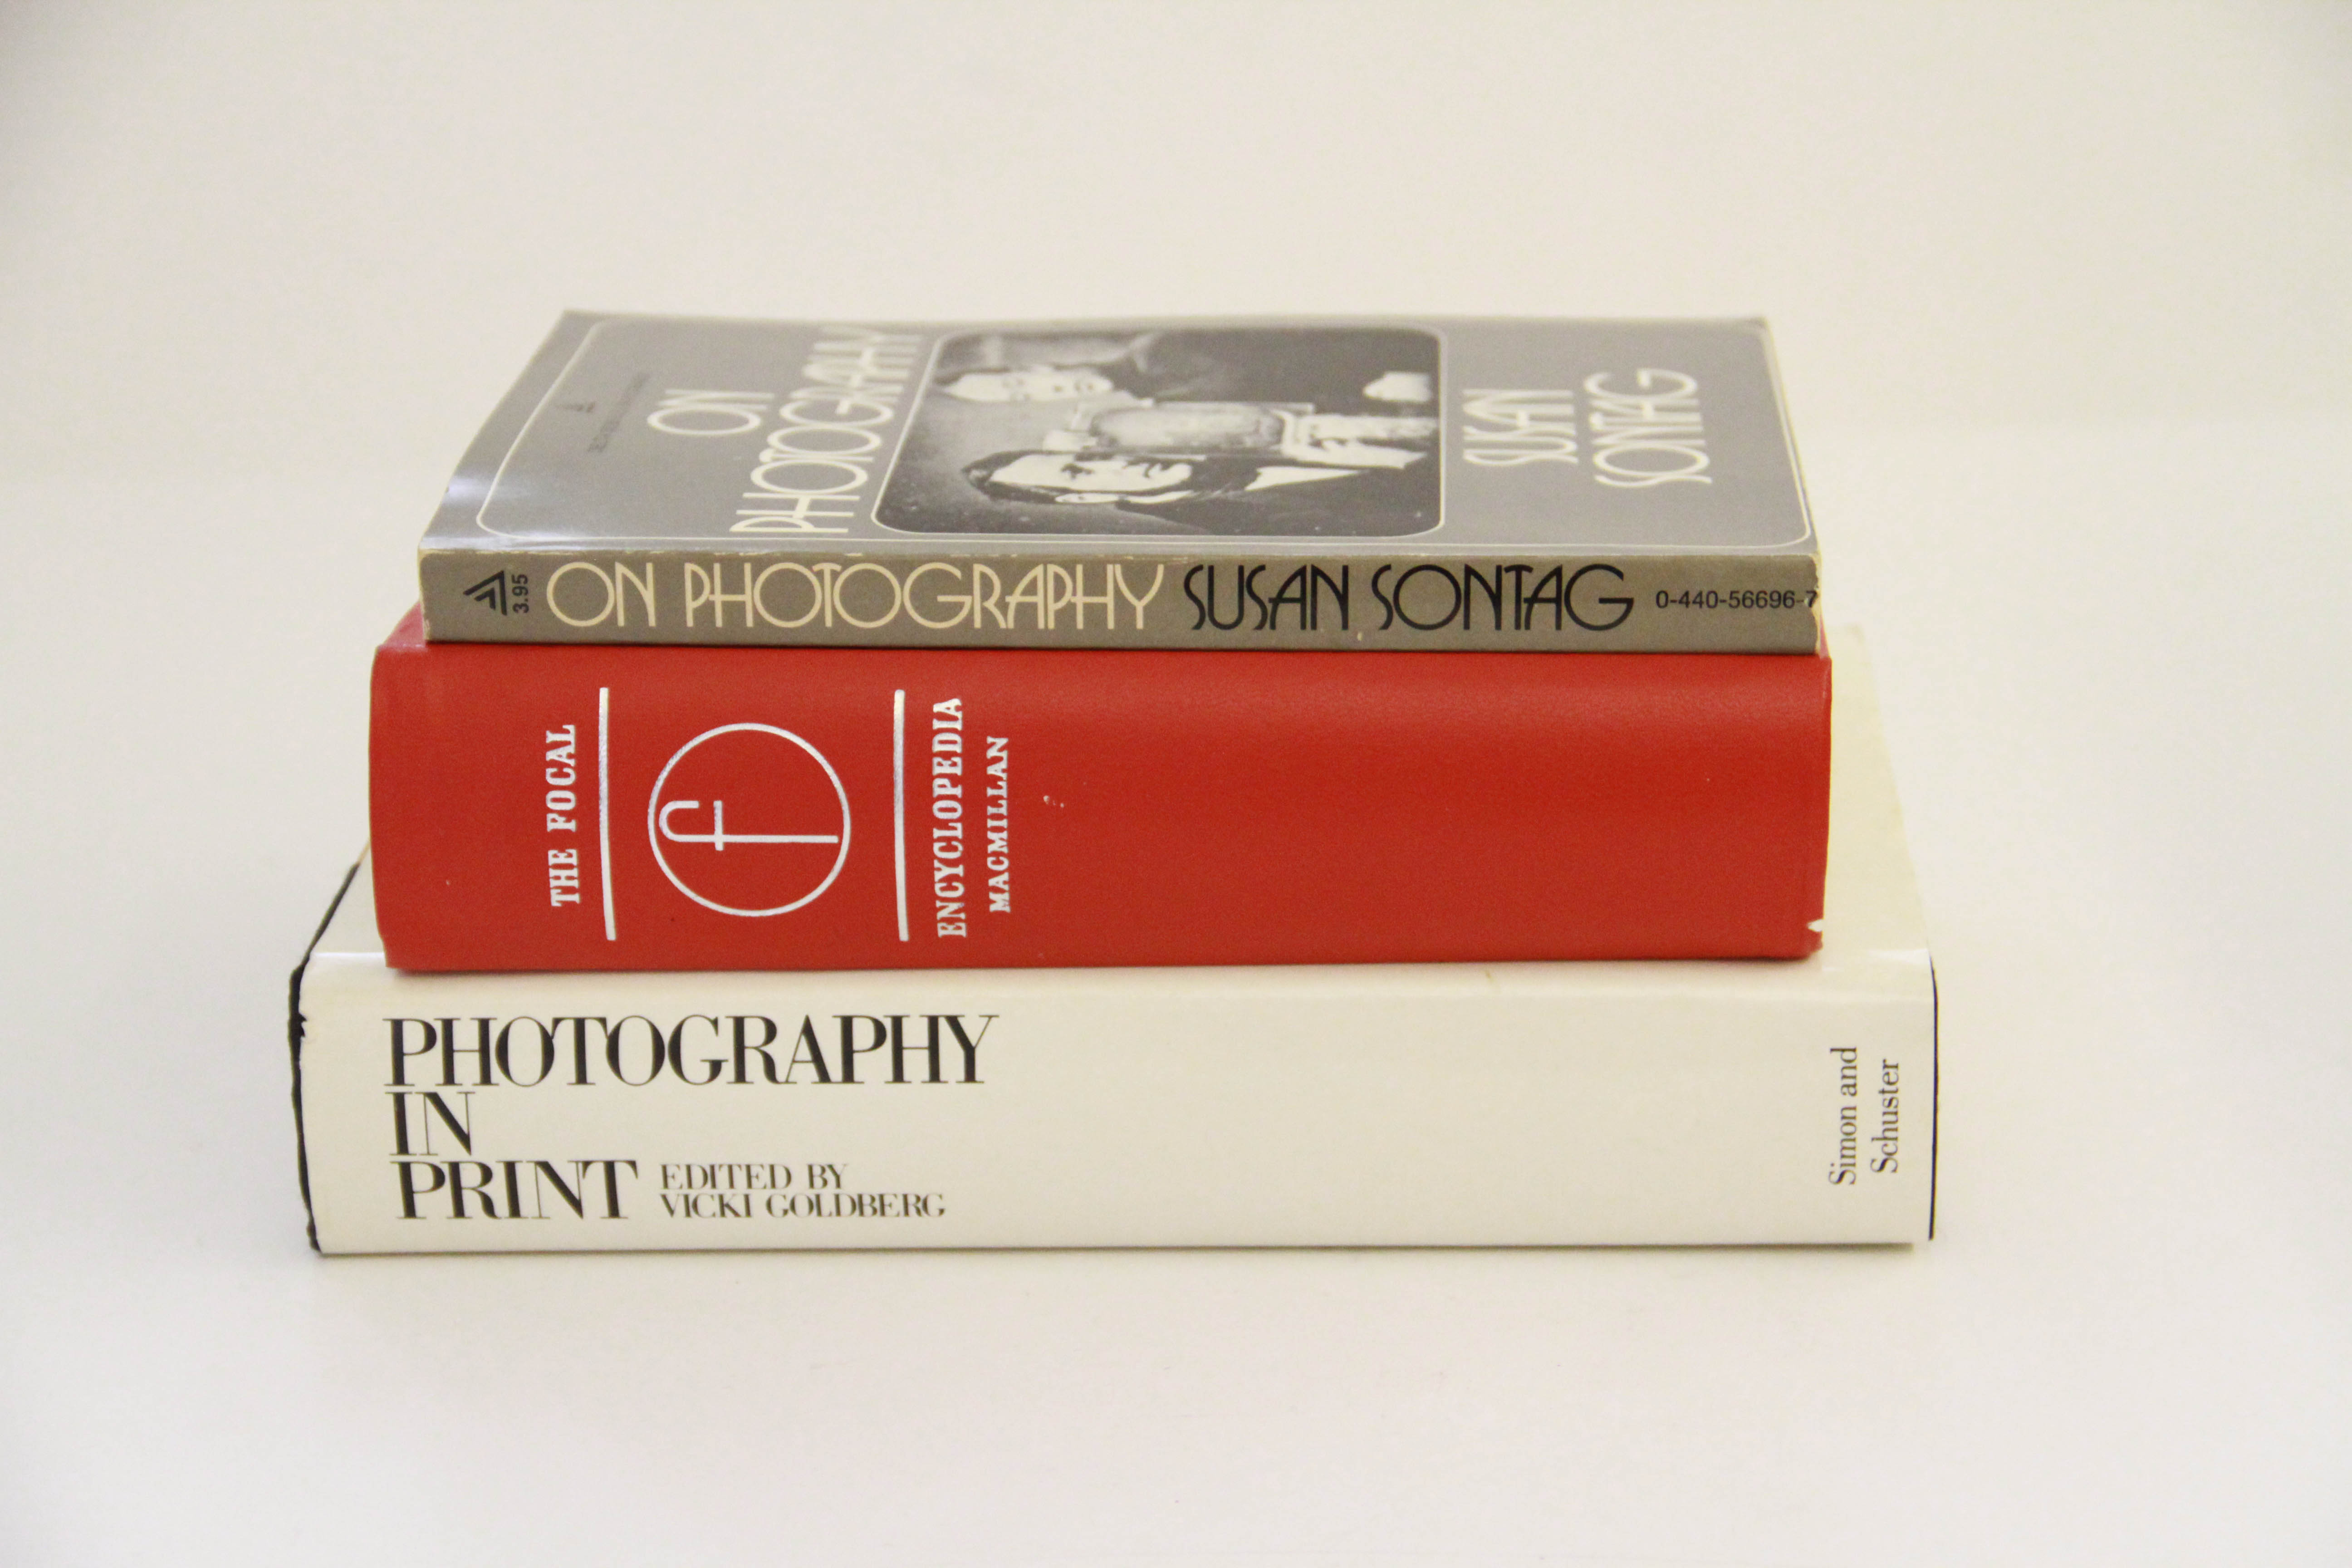 ON
PHOTOGRAPHY
SUSAN
SONTAG
3.95
ON PHOTOGRAPHY SUSAN SONTAG 0-440-56696-7
THE FOCAL
f
ENCYCLOPEDIA
MACMILLAN
PHOTOGRAPHY
IN
PRINT
EDITED BY
VICKI GOLDBERG
Simon and
Schuster